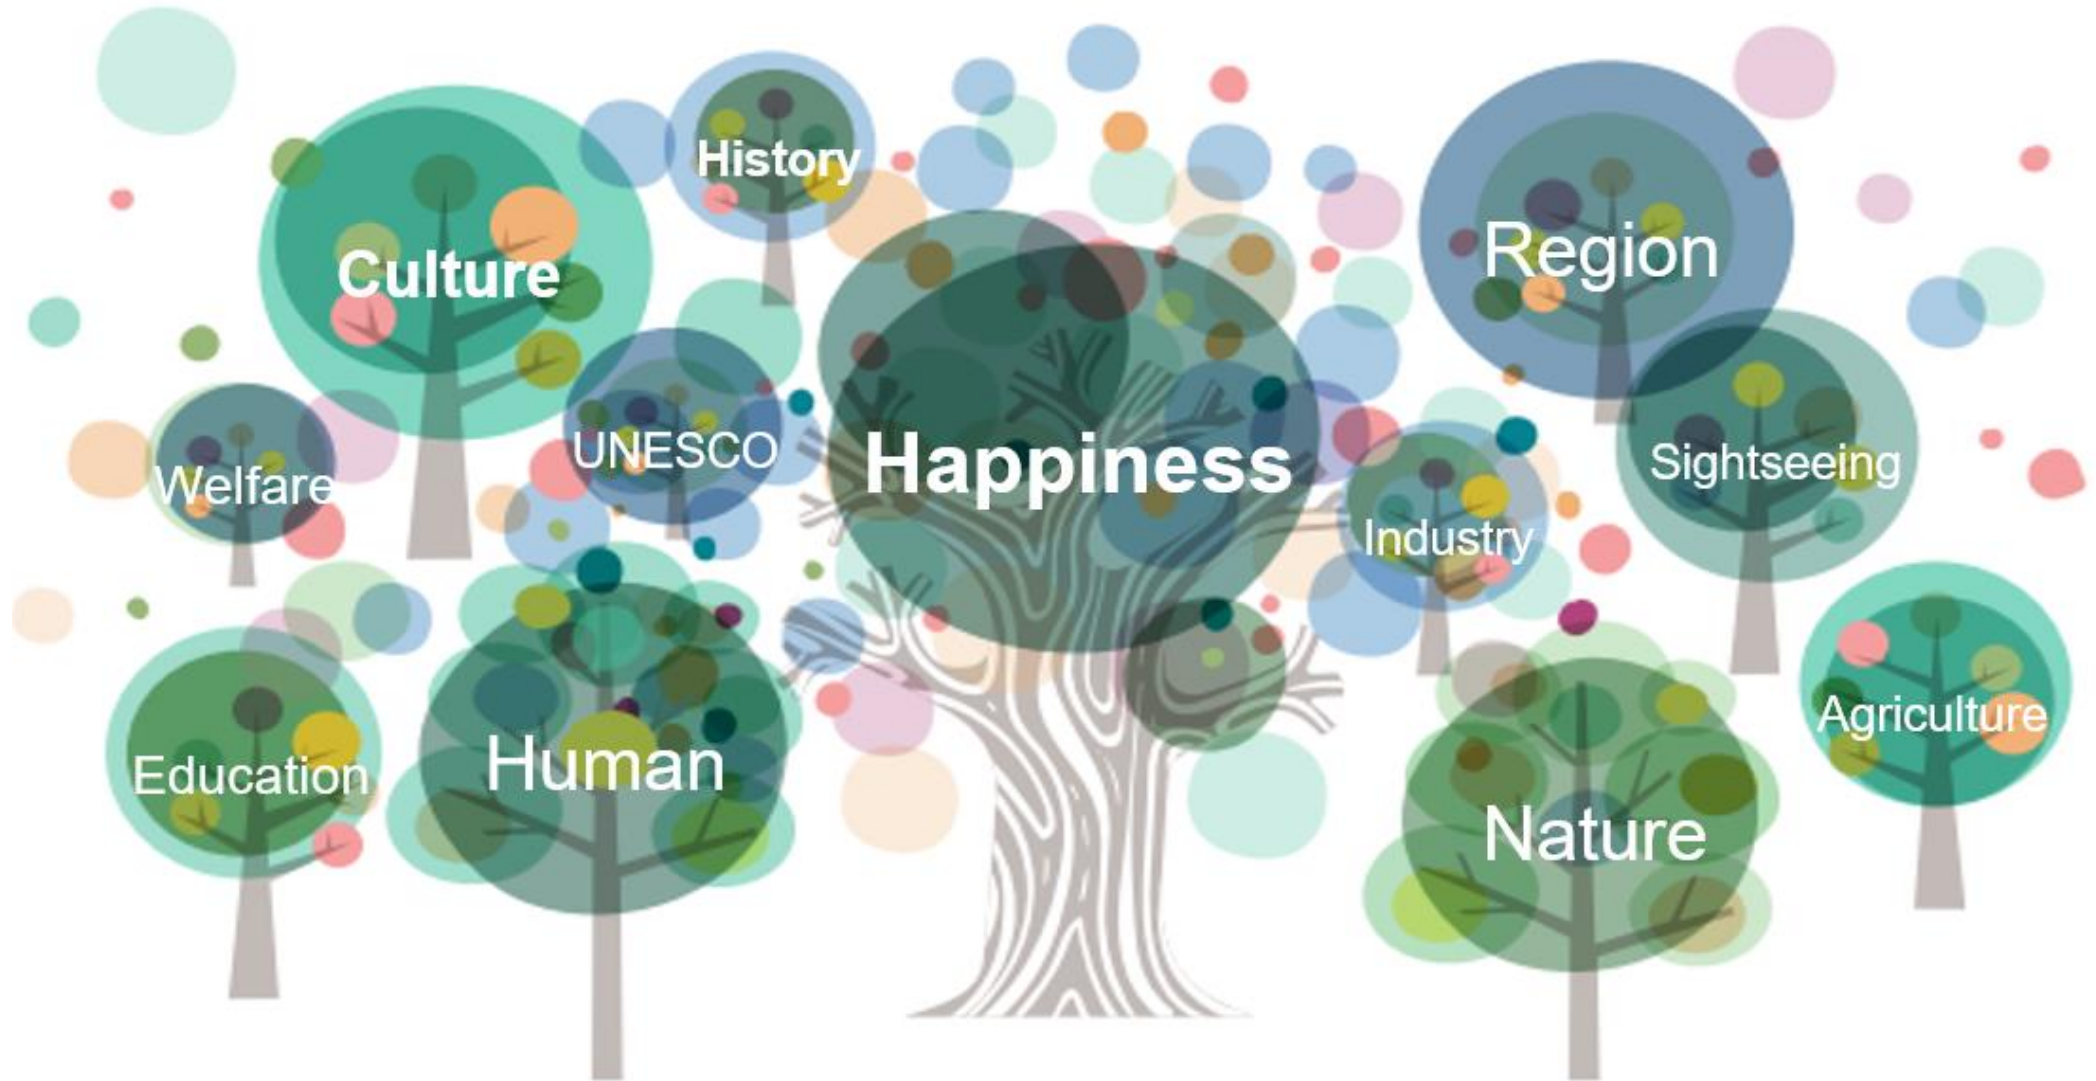 History
Culture
Region
UNESCO
Welfare
Happiness
Sightseeing
Industry
Education
Human
Agriculture
Nature